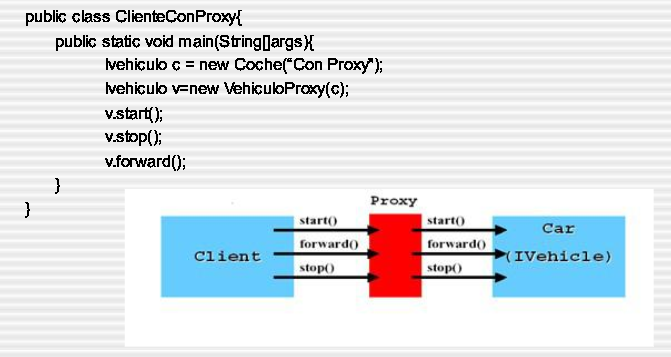 public class ClienteConProxy{
public static void main(String[]args){
Ivehiculo c = new Coche("Con Proxy");
Ivehiculo v=new VehiculoProxy(c);
v.start();
v.stop();
v.forward();
}
}
Proxy
start() start()
Car
forward() forward()
Client (IVehicle)
stop() stop()